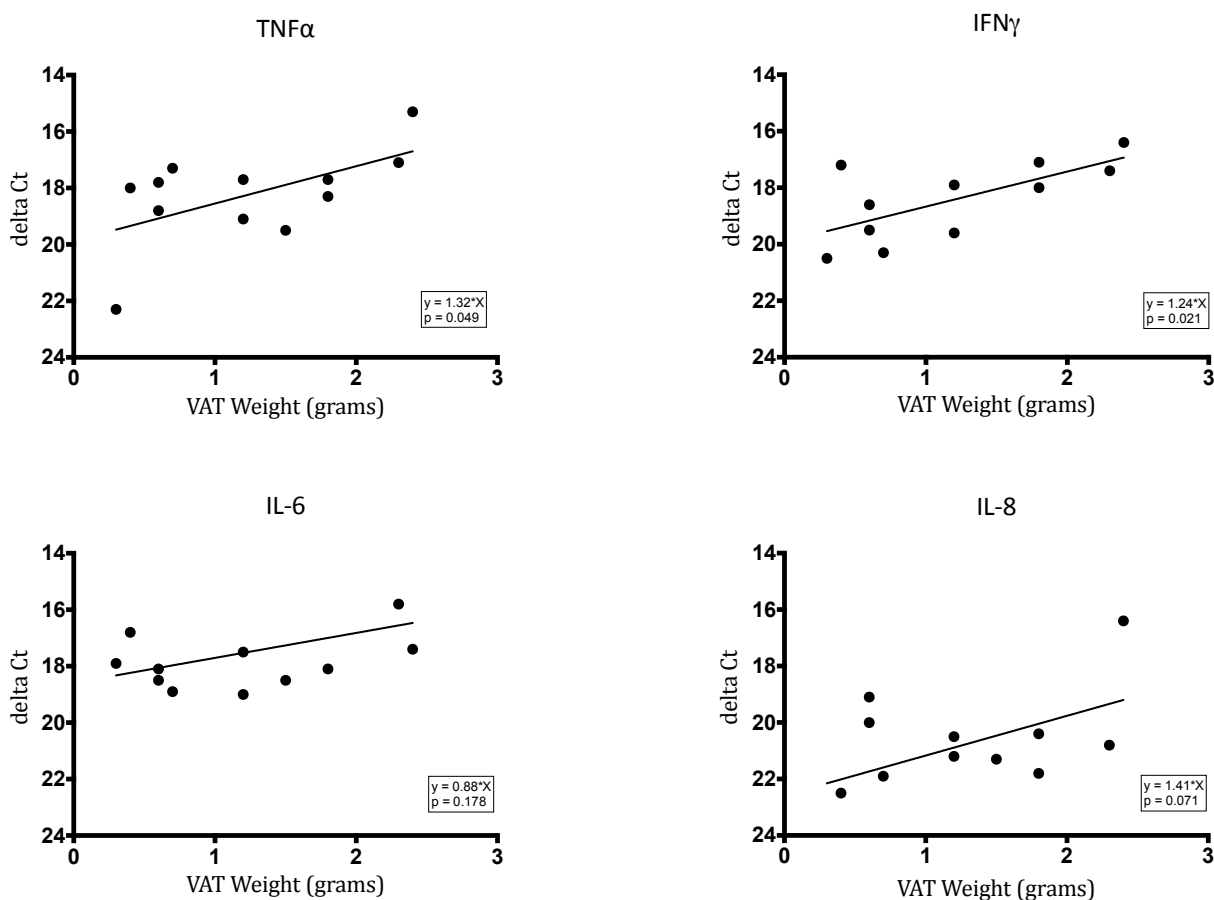 TNFα
14
16
18
20
22
24
delta Ct
y = 1.32*X
p = 0.049
0 1 2 3
VAT Weight (grams)
IFNγ
14
16
18
20
22
24
delta Ct
y = 1.24*X
p = 0.021
0 1 2 3
VAT Weight (grams)
IL-6
14
16
18
20
22
24
delta Ct
y = 0.88*X
p = 0.178
0 1 2 3
VAT Weight (grams)
IL-8
14
16
18
20
22
24
delta Ct
y = 1.41*X
p = 0.071
0 1 2 3
VAT Weight (grams)